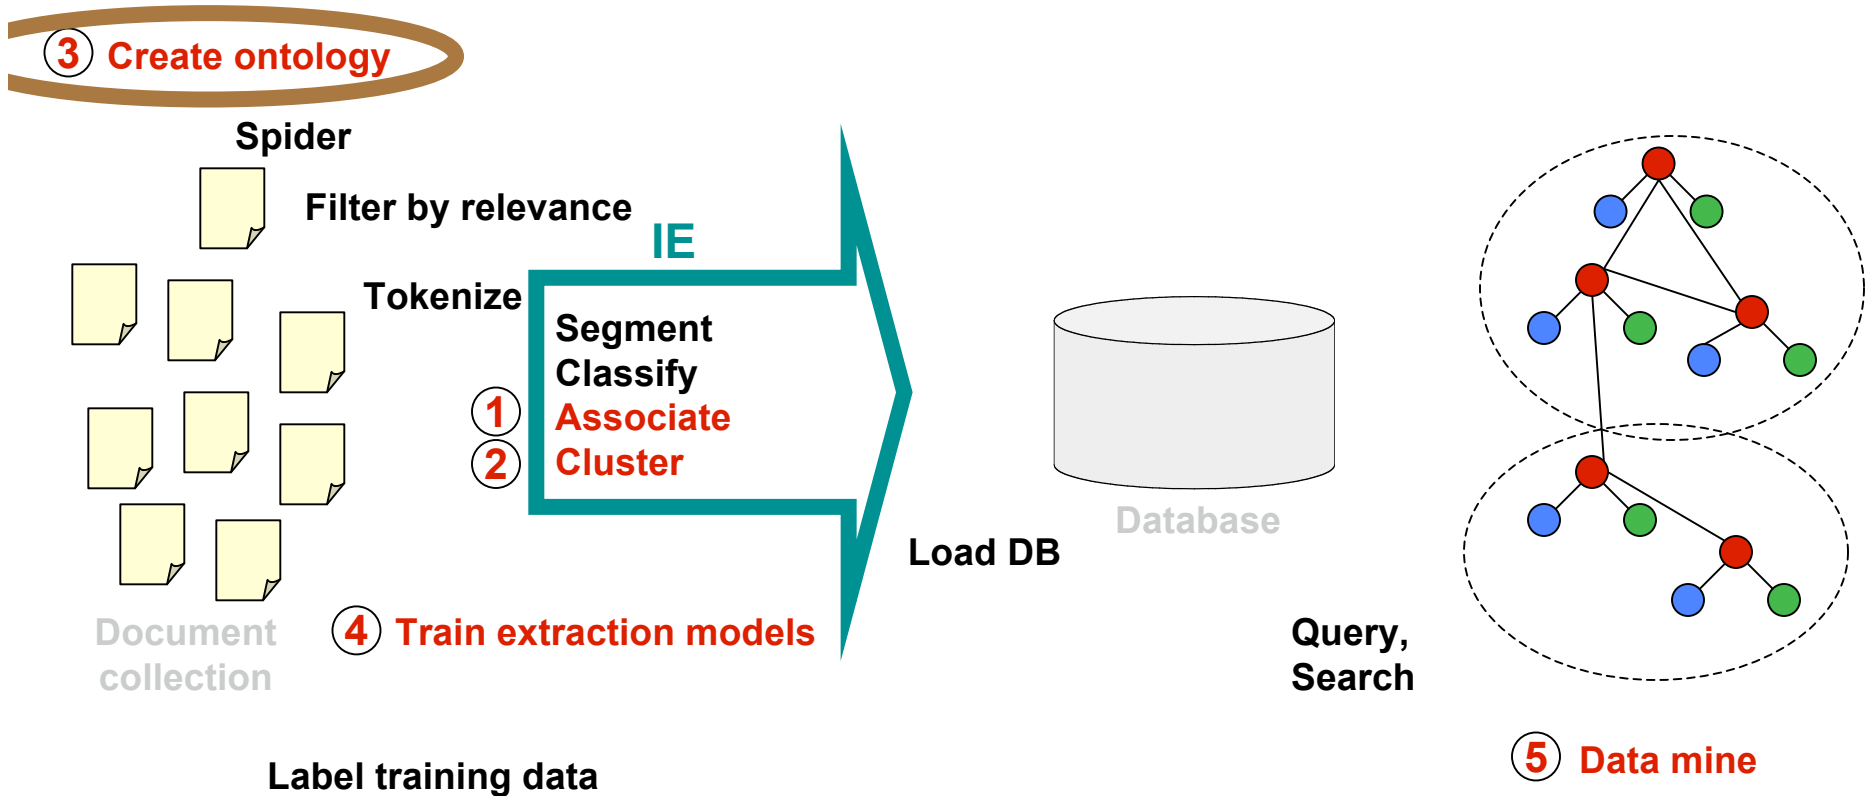 3 Create ontology
Spider
Filter by relevance
IE
Tokenize
Segment
Classify
1 Associate
2 Cluster
Database
Load DB
Document
collection
4 Train extraction models
Query,
Search
5 Data mine
Label training data